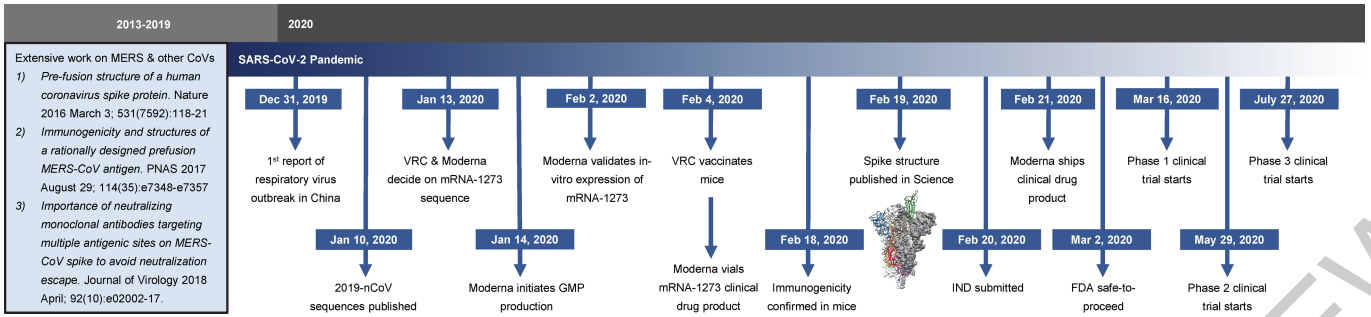 2013-2019
2020
Extensive work on MERS & other CoVs
1) Pre-fusion structure of a human
coronavirus spike protein. Nature
2016 March 3; 531(7592):118-21
2) Immunogenicity and structures of
a rationally designed prefusion
MERS-CoV antigen. PNAS 2017
August 29; 114(35):e7348-e7357
3) Importance of neutralizing
monoclonal antibodies targeting
multiple antigenic sites on MERS-
CoV spike to avoid neutralization
escape. Journal of Virology 2018
April; 92(10):e02002-17.
SARS-CoV-2 Pandemic
Dec 31, 2019
1st report of
respiratory virus
outbreak in China
Jan 10, 2020
2019-nCoV
sequences published
Jan 13, 2020
VRC & Moderna
decide on mRNA-1273
sequence
Jan 14, 2020
Moderna initiates GMP
production
Feb 2, 2020
Moderna validates in-
vitro expression of
mRNA-1273
Feb 4, 2020
VRC vaccinates
mice
Moderna vials
mRNA-1273 clinical
drug product
Feb 18, 2020
Immunogenicity
confirmed in mice
Feb 19, 2020
Spike structure
published in Science
Feb 20, 2020
IND submitted
Feb 21, 2020
Moderna ships
clinical drug
product
Mar 2, 2020
FDA safe-to-
proceed
Mar 16, 2020
Phase 1 clinical
trial starts
May 29, 2020
Phase 2 clinical
trial starts
July 27, 2020
Phase 3 clinical
trial starts